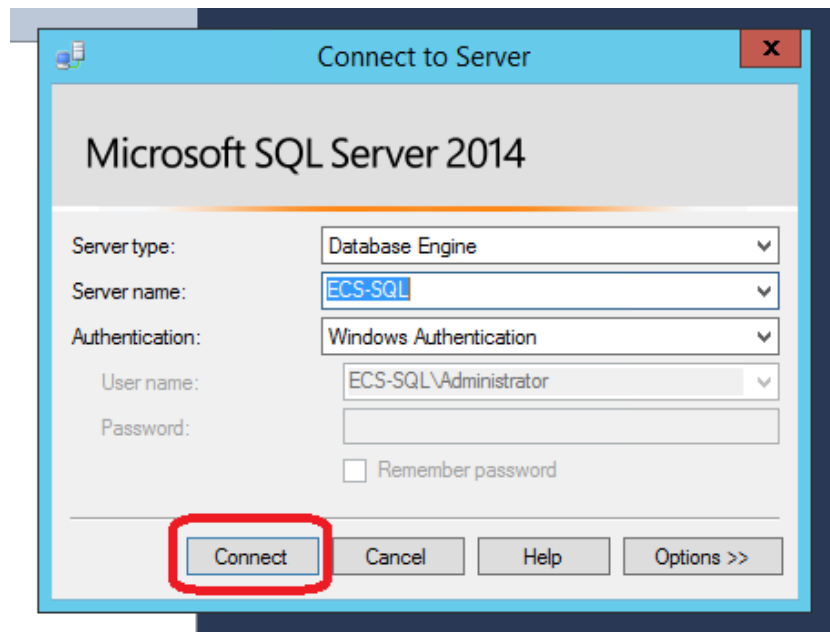 Connect to Server
x
Microsoft SQL Server 2014
Server type: Database Engine
Server name: ECS-SQL
Authentication: Windows Authentication
User name: ECS-SQL\Administrator
Password:
Remember password
Connect Cancel Help Options >>